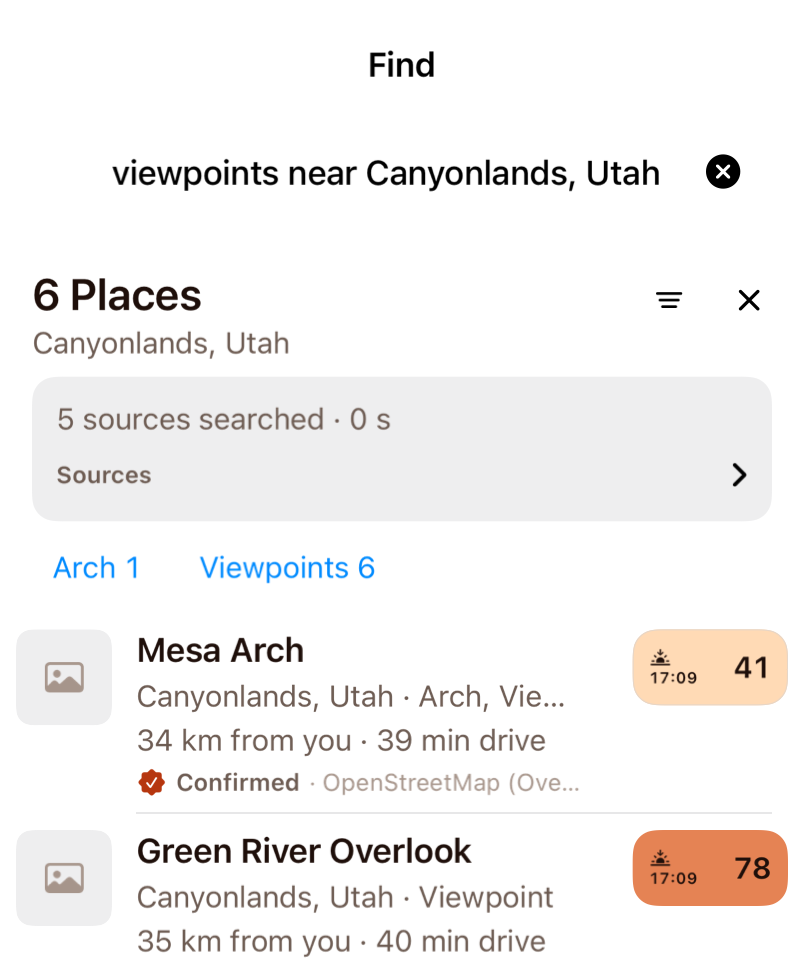 Find
viewpoints near Canyonlands, Utah
6 Places
Canyonlands, Utah
5 sources searched · 0 s
Sources
Arch 1
Viewpoints 6
Mesa Arch
Canyonlands, Utah · Arch, Vie...
34 km from you · 39 min drive
Confirmed · OpenStreetMap (Ove...
17:09
41
Green River Overlook
Canyonlands, Utah · Viewpoint
35 km from you · 40 min drive
17:09
78